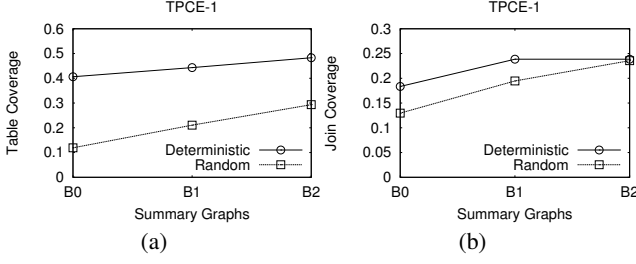 TPCE-1
0.6
0.5
0.4
0.3
0.2
0.1
0
Table Coverage
Deterministic
Random
B0 B1 B2
Summary Graphs
(a)
TPCE-1
0.3
0.25
0.2
0.15
0.1
0.05
0
Join Coverage
Deterministic
Random
B0 B1 B2
Summary Graphs
(b)